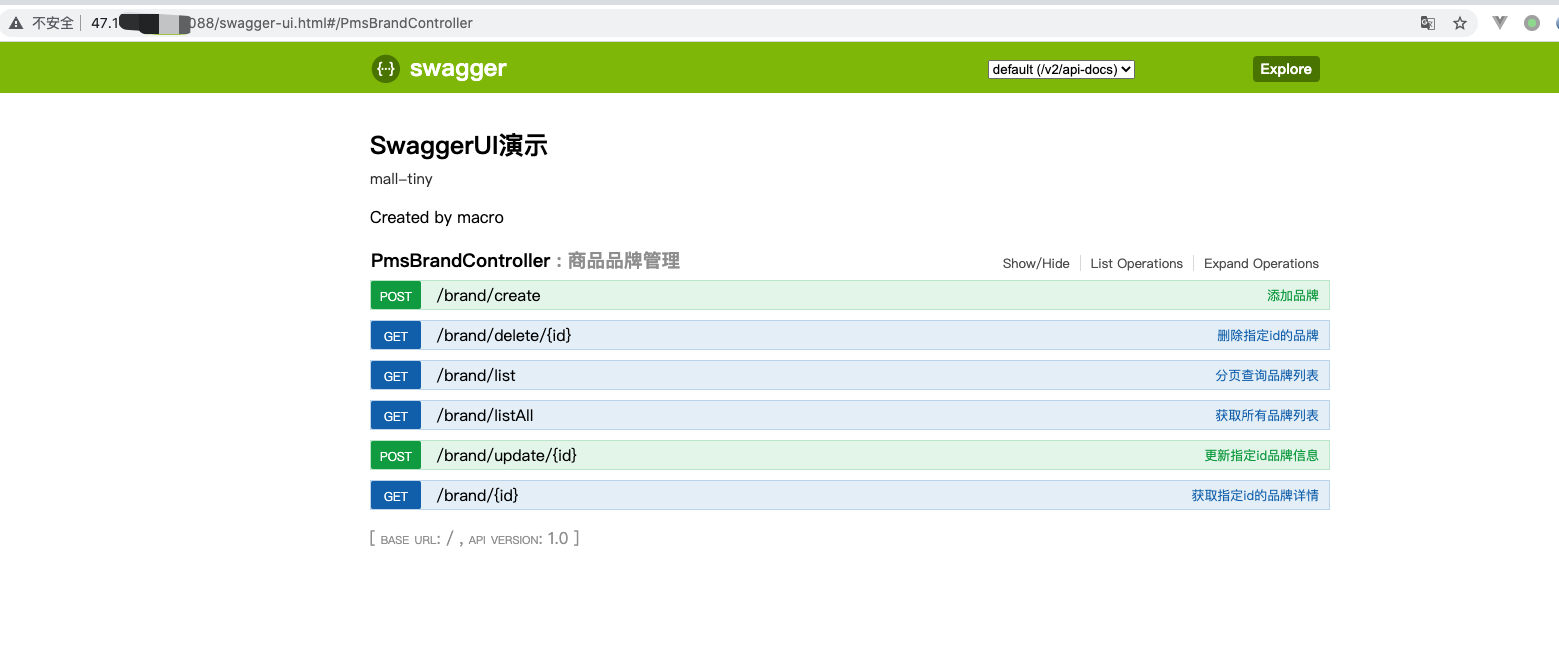 不安全 47.1 088/swagger-ui.html#/PmsBrandController
{··} swagger default (/v2/api-docs) Explore
SwaggerUI演示
mall-tiny
Created by macro
PmsBrandController : 商品品牌管理 Show/Hide List Operations Expand Operations
POST /brand/create 添加品牌
GET /brand/delete/{id} 删除指定id的品牌
GET /brand/list 分页查询品牌列表
GET /brand/listAll 获取所有品牌列表
POST /brand/update/{id} 更新指定id品牌信息
GET /brand/{id} 获取指定id的品牌详情
[ BASE URL: / , API VERSION: 1.0 ]